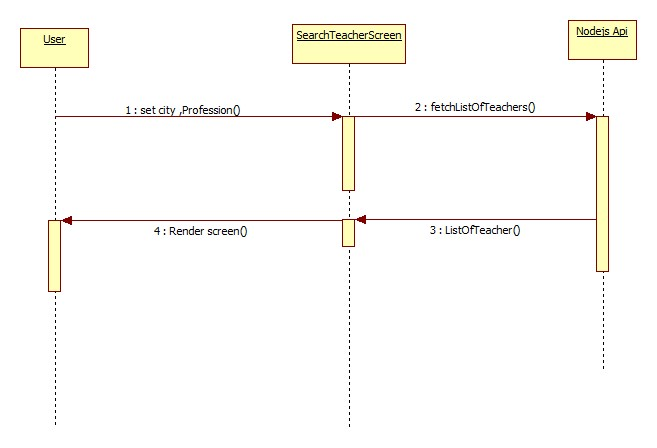 User
SearchTeacherScreen
Nodejs Api
1 : set city ,Profession()
2 : fetchListOfTeachers()
4 : Render screen()
3 : ListOfTeacher()